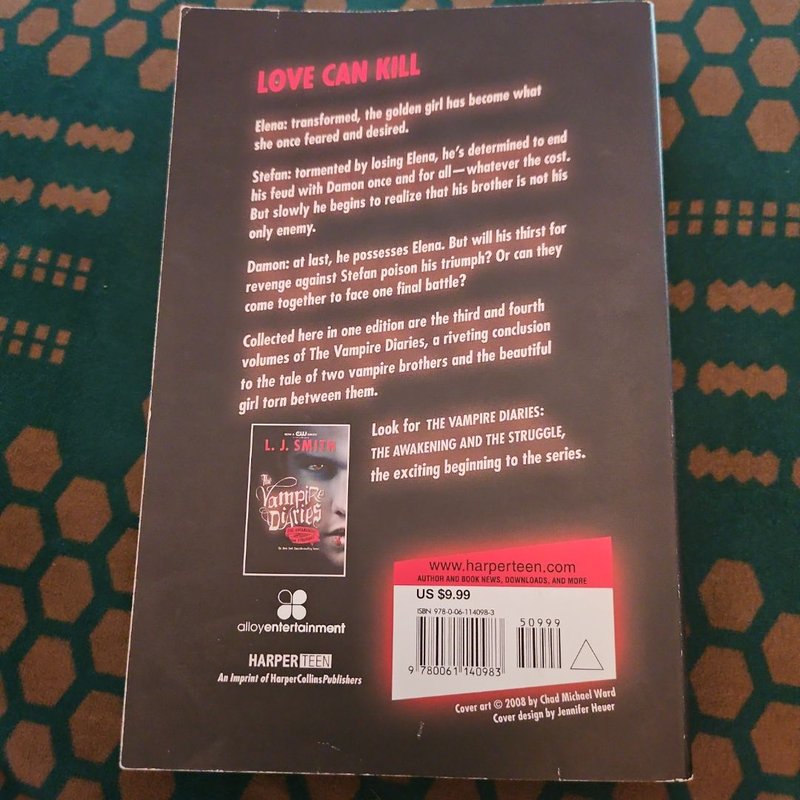 LOVE CAN KILL
Elena: transformed, the golden girl has become what
she once feared and desired.
Stefan: tormented by losing Elena, he's determined to end
his feud with Damon once and for all—whatever the cost.
But slowly he begins to realize that his brother is not his
only enemy.
Damon: at last, he possesses Elena. But will his thirst for
revenge against Stefan poison his triumph? Or can they
come together to face one final battle?
Collected here in one edition are the third and fourth
volumes of The Vampire Diaries, a riveting conclusion
to the tale of two vampire brothers and the beautiful
girl torn between them.
Look for THE VAMPIRE DIARIES:
THE AWAKENING AND THE STRUGGLE,
the exciting beginning to the series.
L. J. SMITH
The
Vampire
Diaries
alloyentertainment
HARPER TEEN
An Imprint of HarperCollinsPublishers
www.harperteen.com
AUTHOR AND BOOK NEWS, DOWNLOADS, AND MORE
US $9.99
ISBN 978-0-06-114098-3
50999
9 780061 140983
Cover art © 2008 by Chad Michael Ward
Cover design by Jennifer Heuer